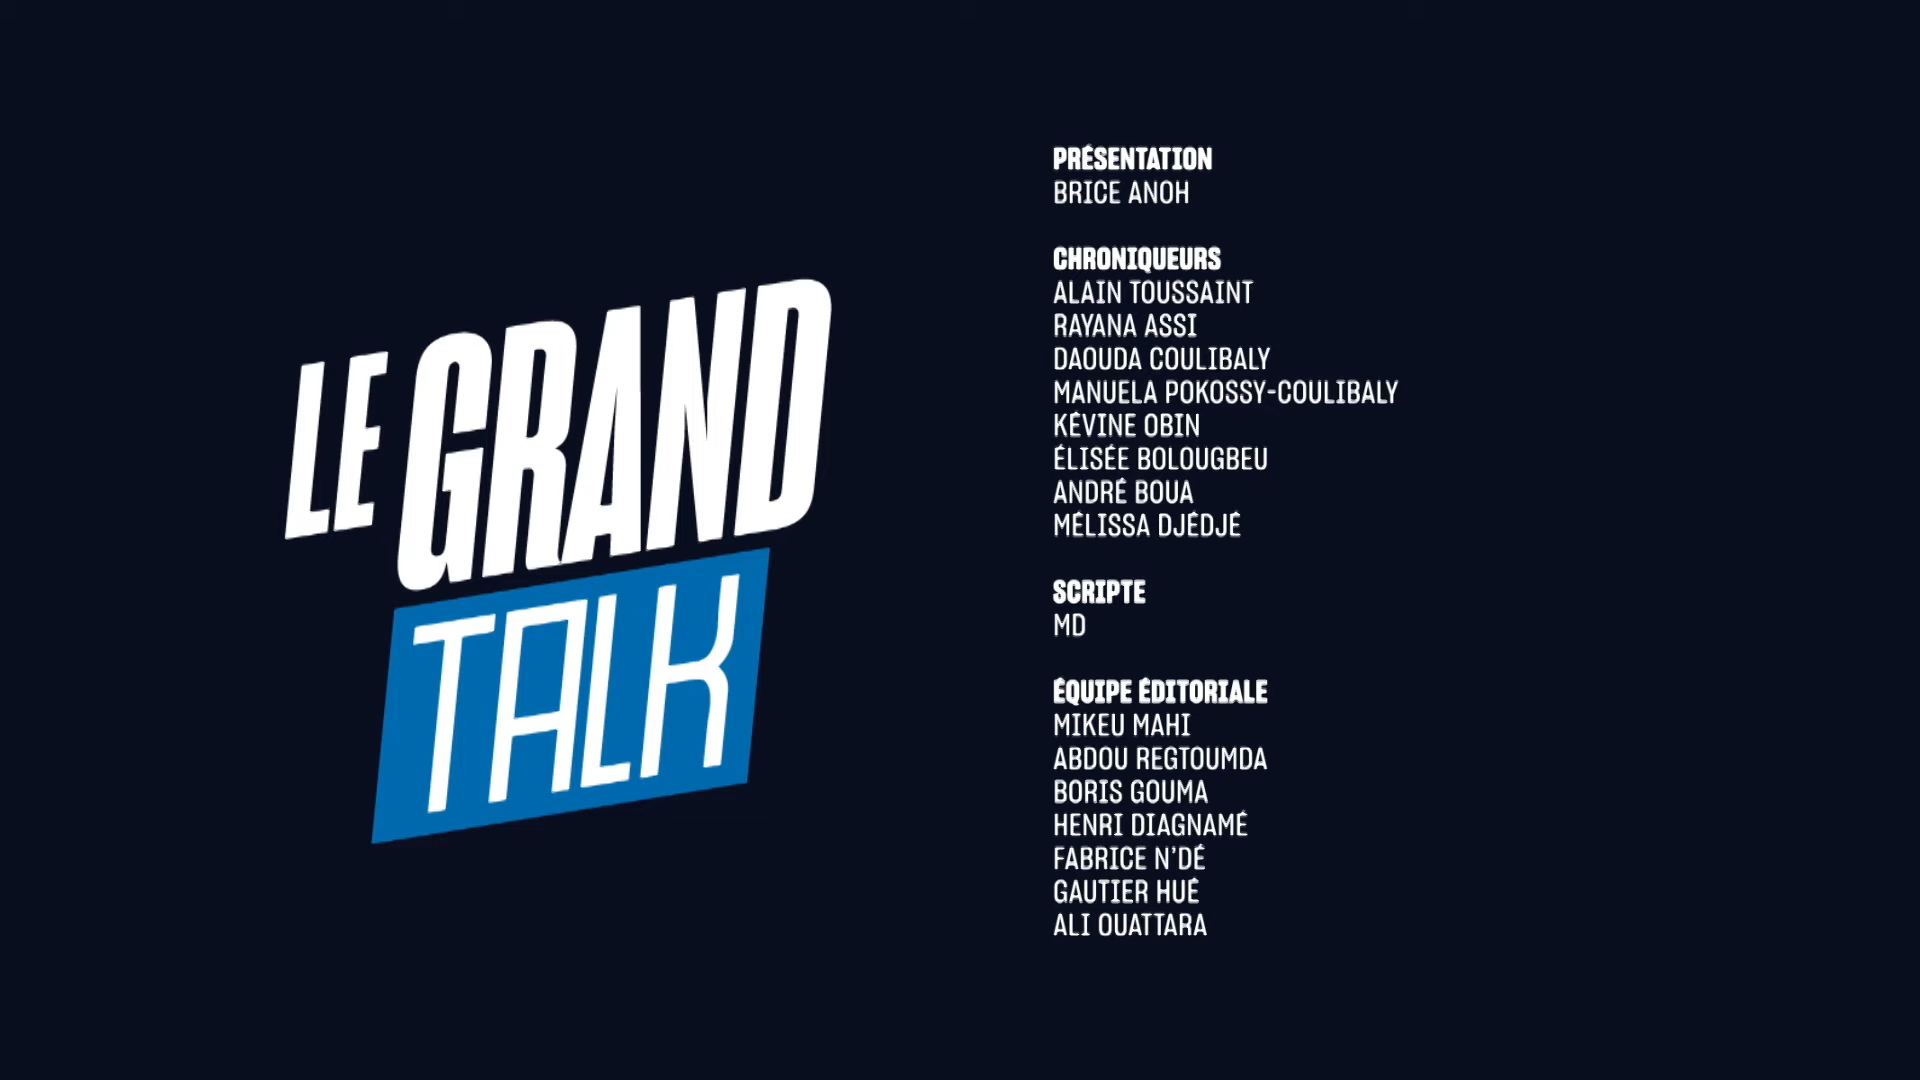 LE GRAND
TALK
PRÉSENTATION
BRICE ANOH
CHRONIQUEURS
ALAIN TOUSSAINT
RAYANA ASSI
DAOUDA COULIBALY
MANUELA POKOSSY-COULIBALY
KÉVINE OBIN
ÉLISÉE BOLOUGBEU
ANDRÉ BOUA
MÉLISSA DJÉDJÉ
SCRIPTE
MD
ÉQUIPE ÉDITORIALE
MIKEU MAHI
ABDOU REGTOUMDA
BORIS GOUMA
HENRI DIAGNAMÉ
FABRICE N’DÉ
GAUTIER HUÉ
ALI OUATTARA